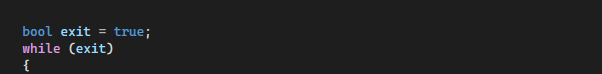 bool exit = true;
while (exit)
{